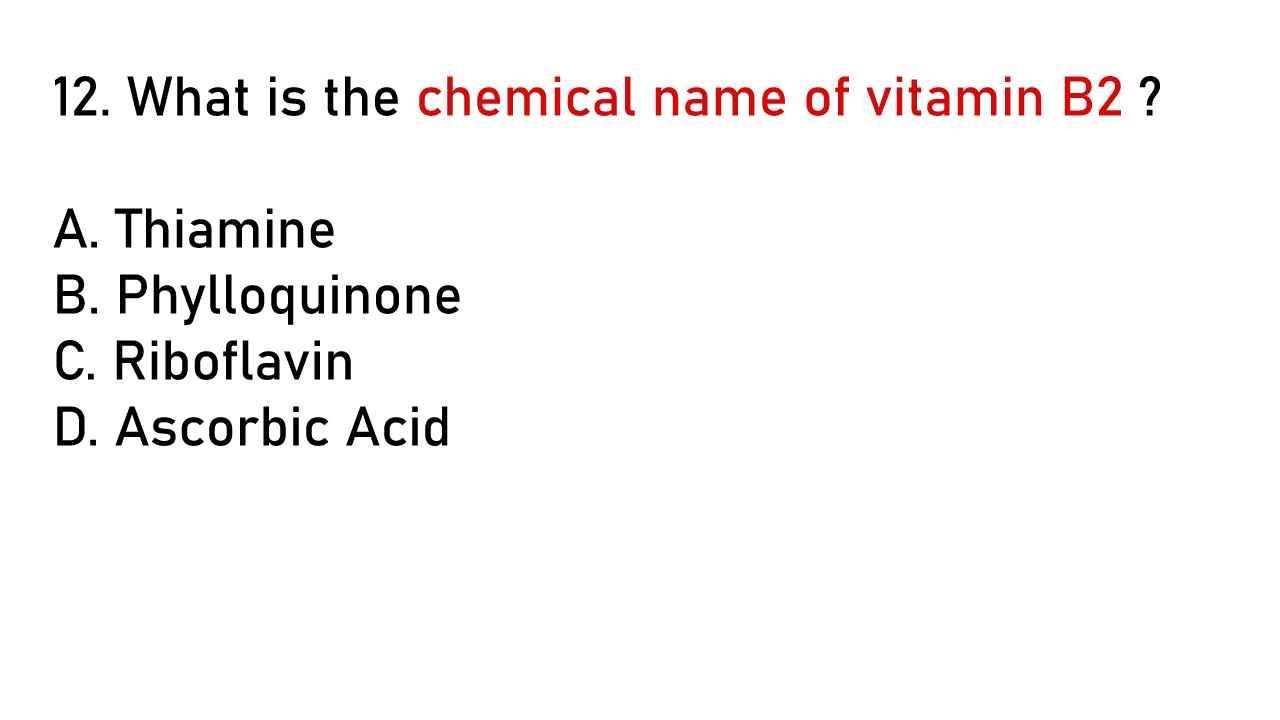 12. What is the chemical name of vitamin B2 ?
A. Thiamine
B. Phylloquinone
C. Riboflavin
D. Ascorbic Acid